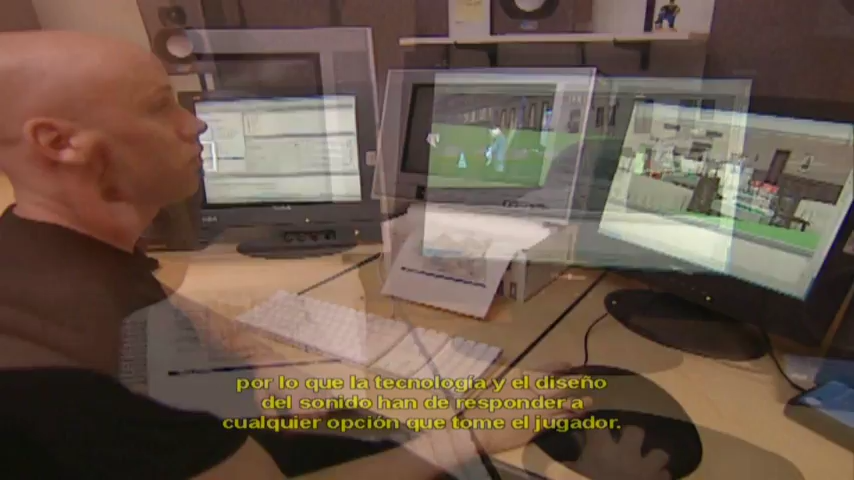 por lo que la tecnología y el diseño
del sonido han de responder a
cualquier opción que tome el jugador.